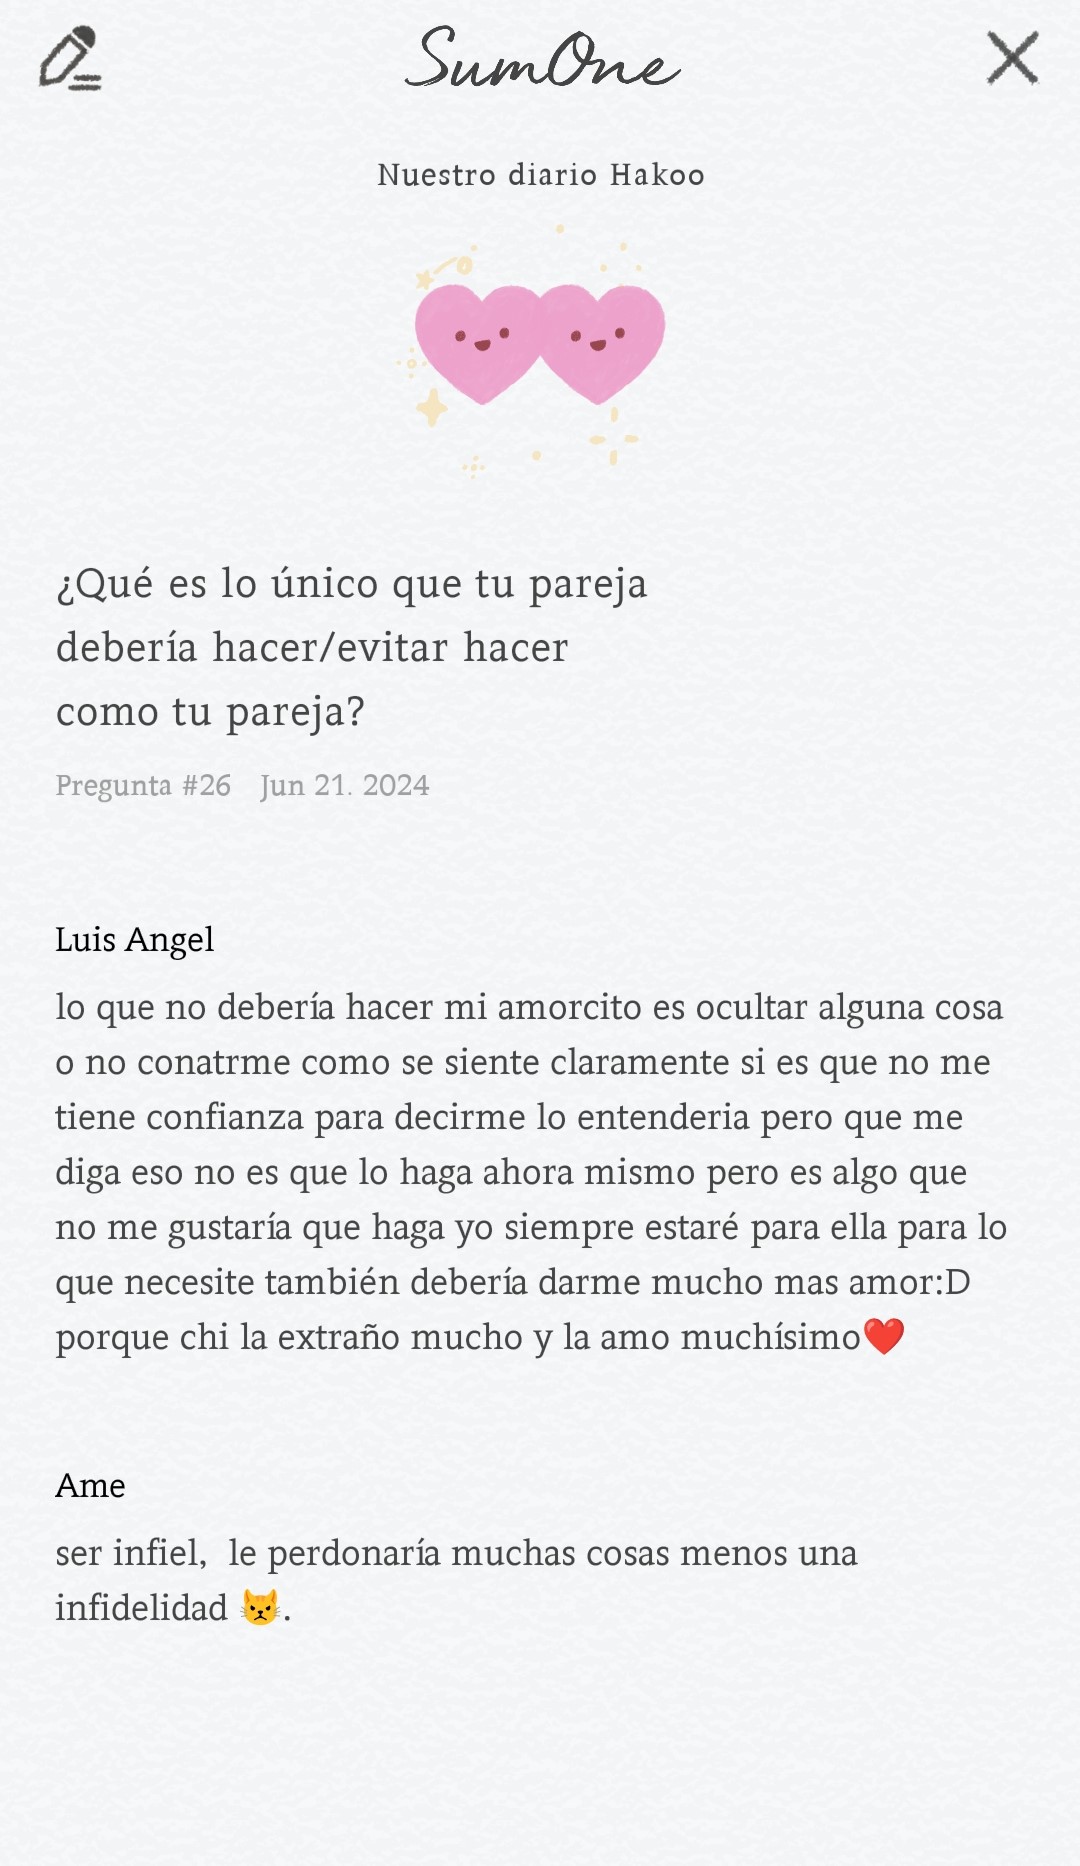 SumOne
Nuestro diario Hakoo
¿Qué es lo único que tu pareja
debería hacer/evitar hacer
como tu pareja?
Pregunta #26 Jun 21. 2024
Luis Angel
lo que no debería hacer mi amorcito es ocultar alguna cosa
o no conatrme como se siente claramente si es que no me
tiene confianza para decirme lo entenderia pero que me
diga eso no es que lo haga ahora mismo pero es algo que
no me gustaría que haga yo siempre estaré para ella para lo
que necesite también debería darme mucho mas amor:D
porque chi la extraño mucho y la amo muchísimo❤️
Ame
ser infiel,  le perdonaría muchas cosas menos una
infidelidad 😾.